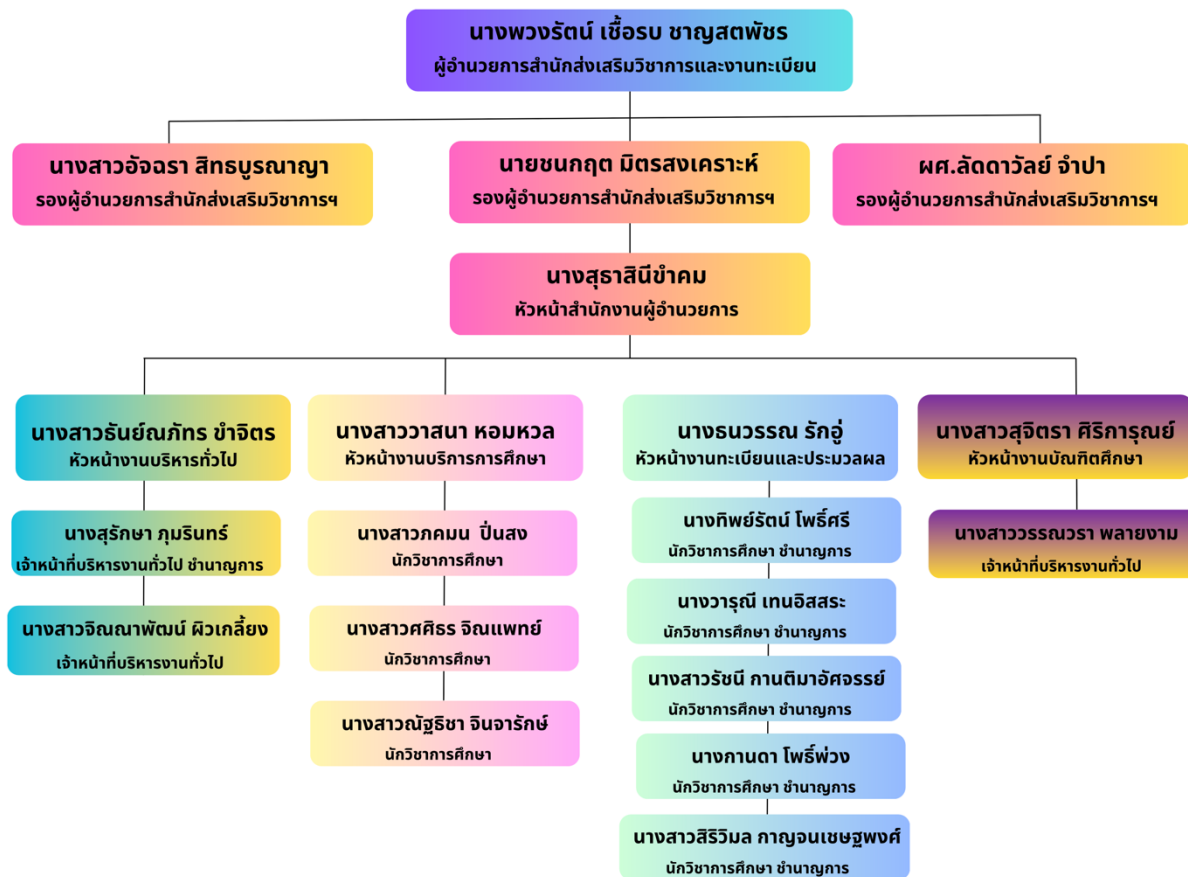 นางพวงรัตน์ เชื้อรบ ชาญสตพัชร
ผู้อำนวยการสำนักส่งเสริมวิชาการและงานทะเบียน
นางสาวอัจฉรา สิทธบูรณาญา
รองผู้อำนวยการสำนักส่งเสริมวิชาการฯ
นายชนกฤต มิตรสงเคราะห์
รองผู้อำนวยการสำนักส่งเสริมวิชาการฯ
ผศ.ลัดดาวัลย์ จำปา
รองผู้อำนวยการสำนักส่งเสริมวิชาการฯ
นางสุธาสินีขำคม
หัวหน้าสำนักงานผู้อำนวยการ
นางสาวธันย์ณภัทร ขำจิตร
หัวหน้างานบริหารทั่วไป
นางสุรักษา ภุมรินทร์
เจ้าหน้าที่บริหารงานทั่วไป ชำนาญการ
นางสาวจิณณาพัฒน์ ผิวเกลี้ยง
เจ้าหน้าที่บริหารงานทั่วไป
นางสาววาสนา หอมหวล
หัวหน้างานบริการการศึกษา
นางสาวภคมน ปิ่นสง
นักวิชาการศึกษา
นางสาวศศิธร จิณแพทย์
นักวิชาการศึกษา
นางสาวณัฐธิชา จินจารักษ์
นักวิชาการศึกษา
นางธนวรรณ รักอู่
หัวหน้างานทะเบียนและประมวลผล
นางทิพย์รัตน์ โพธิ์ศรี
นักวิชาการศึกษา ชำนาญการ
นางวารุณี เทนอิสสระ
นักวิชาการศึกษา ชำนาญการ
นางสาวรัชนี กานติมาอัศจรรย์
นักวิชาการศึกษา ชำนาญการ
นางกานดา โพธิ์พ่วง
นักวิชาการศึกษา ชำนาญการ
นางสาวสิริวิมล กาญจนเชษฐพงศ์
นักวิชาการศึกษา ชำนาญการ
นางสาวสุจิตรา ศิริการุณย์
หัวหน้างานบัณฑิตศึกษา
นางสาววรรณวรา พลายงาม
เจ้าหน้าที่บริหารงานทั่วไป